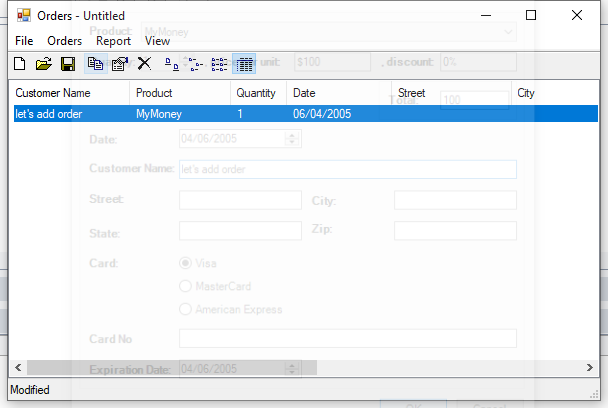 Orders - Untitled
Product: MyMoney
File Orders Report View
unit: $100 , discount: 0%
Customer Name Product Quantity Date Street City
Total: 100
let's add order MyMoney 1 06/04/2005
Date: 04/06/2005
Customer Name: let's add order
Street: City:
State: Zip:
Card: Visa
MasterCard
American Express
Card No
Expiration Date: 04/06/2005
Modified
OK Cancel